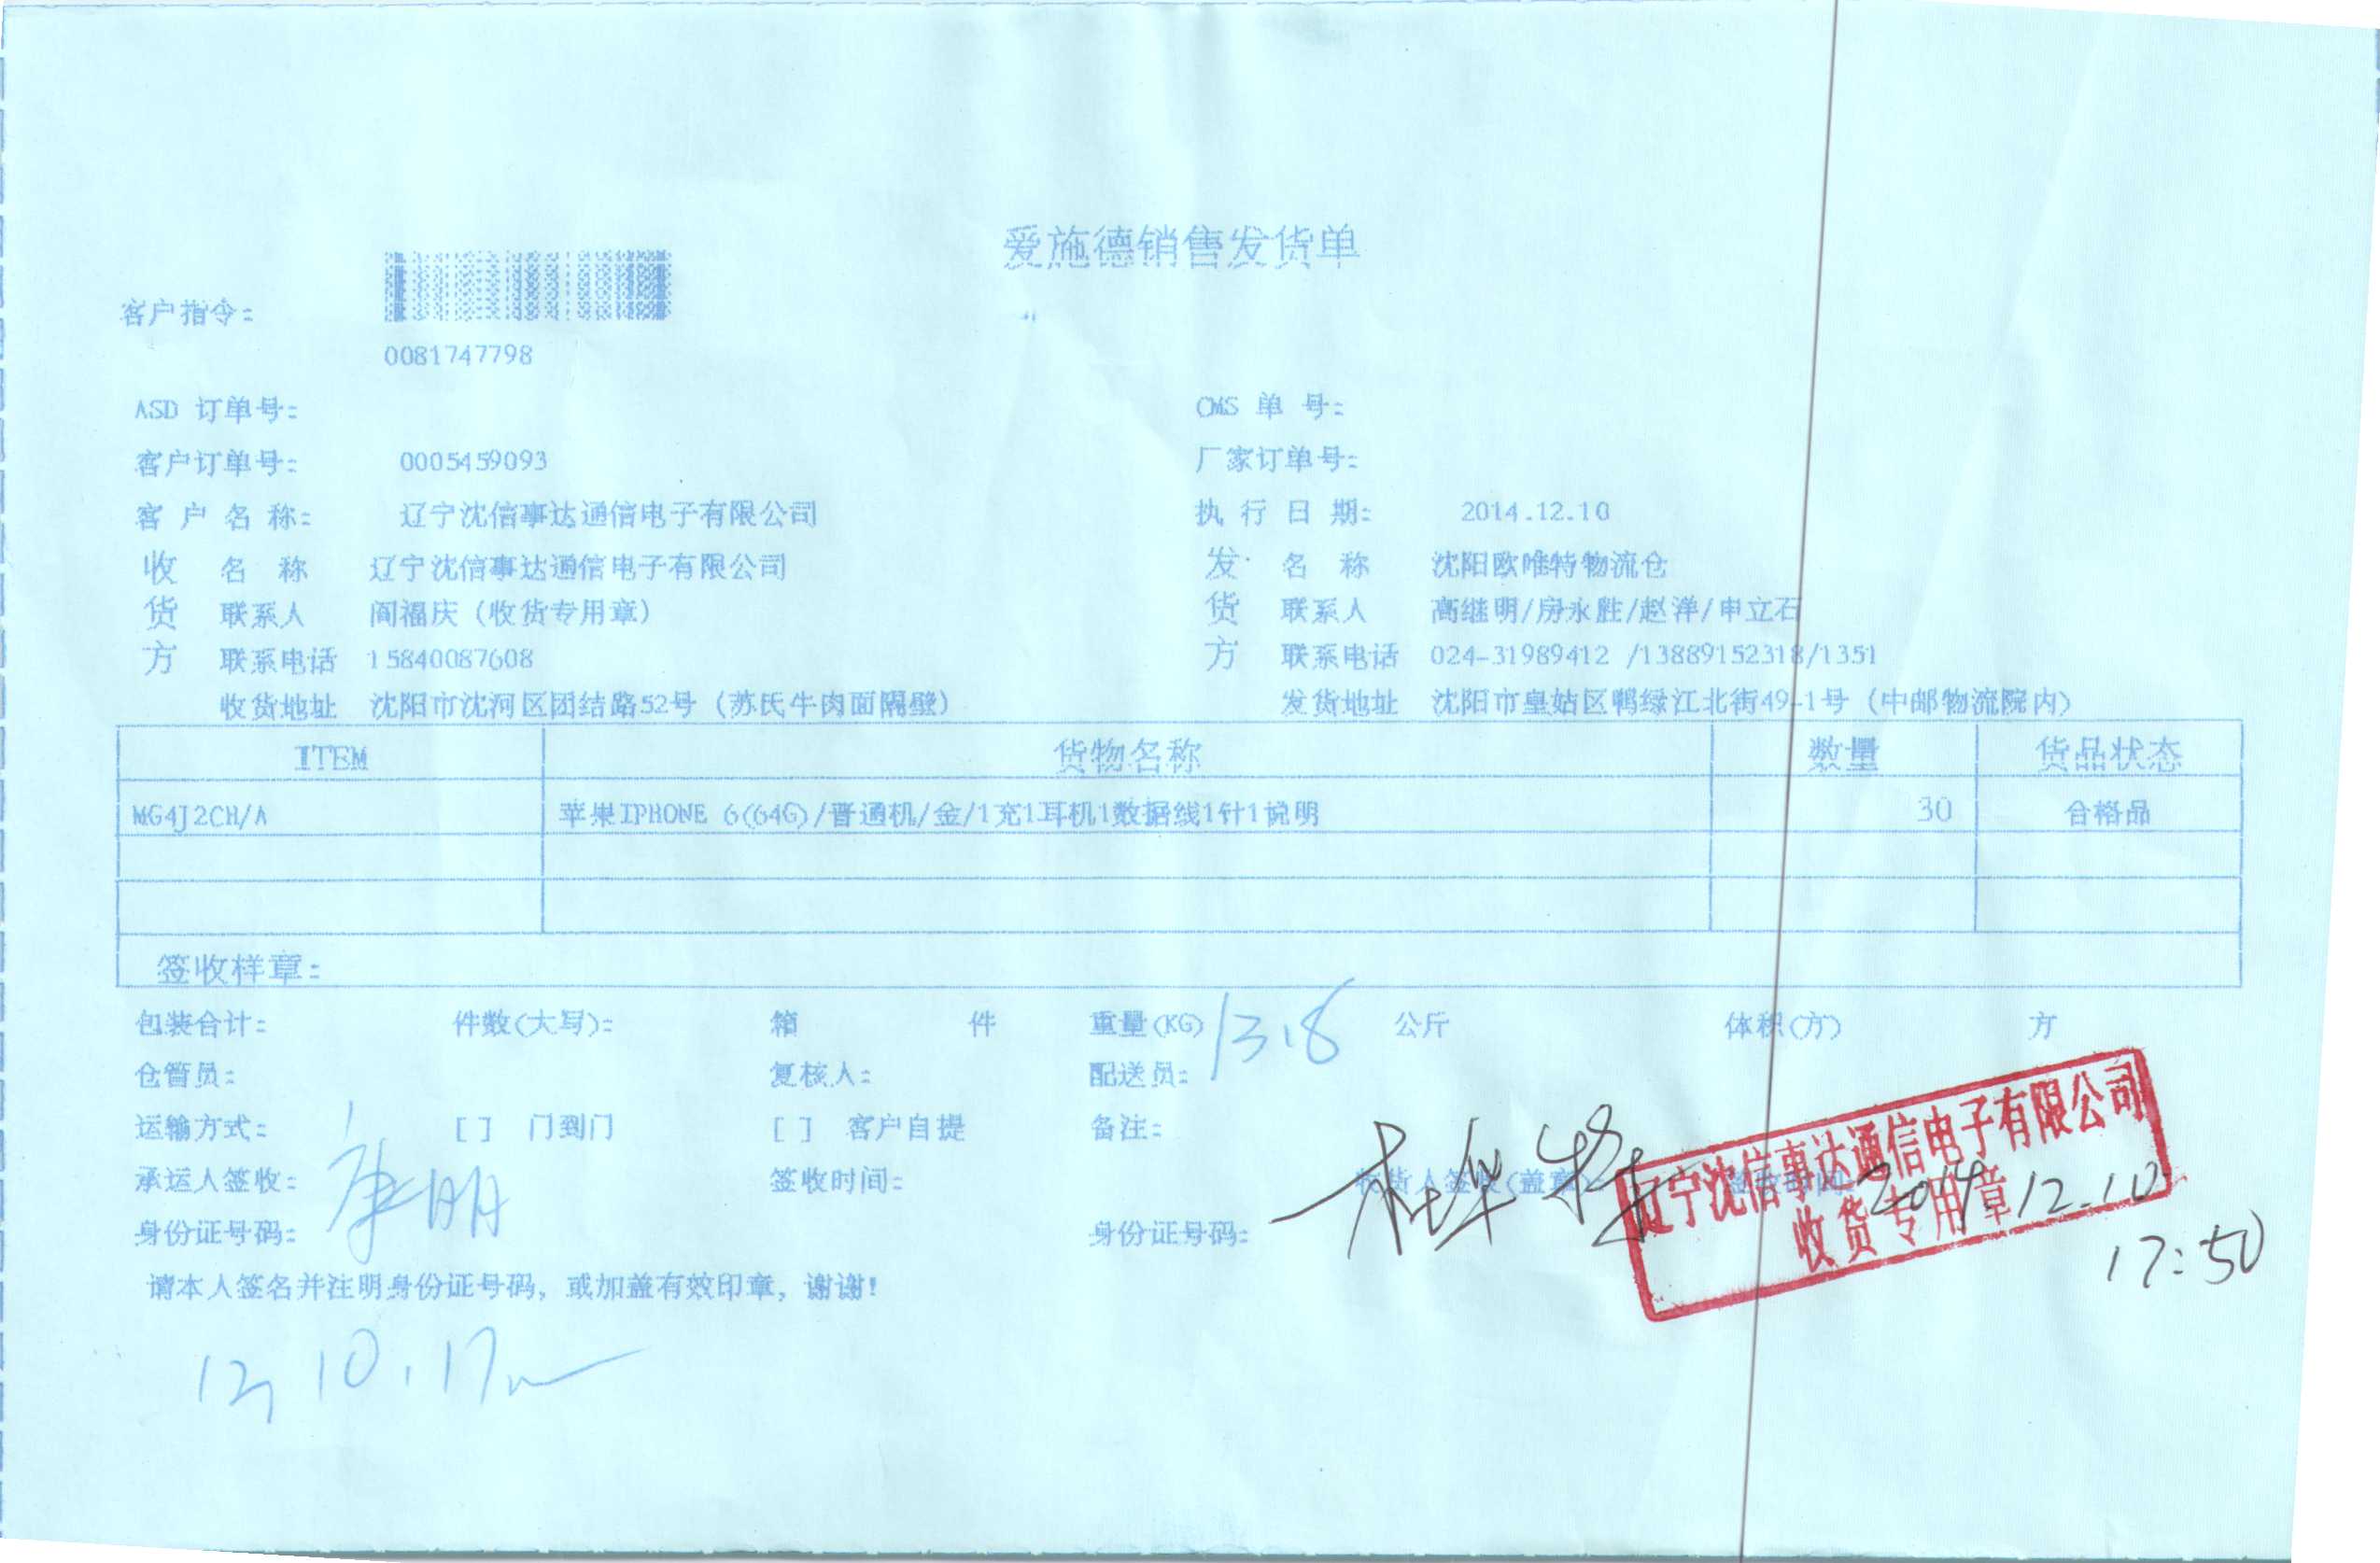 爱施德销售发货单
客户指令:
0081747798
ASD 订单号: OMS 单 号:
客户订单号: 0005459093 厂家订单号:
客 户 名 称: 辽宁沈信事达通信电子有限公司 执 行 日 期: 2014.12.10
收 名 称 辽宁沈信事达通信电子有限公司 发 名 称 沈阳欧唯特物流仓
货 联系人 阎福庆（收货专用章） 货 联系人 高继明/房永胜/赵洋/申立石
方 联系电话 15840087608 方 联系电话 024-31989412 /13889152318/1351
收货地址 沈阳市沈河区团结路52号（苏氏牛肉面隔壁） 发货地址 沈阳市皇姑区鸭绿江北街49-1号（中邮物流院内）
ITEM 货物名称 数量 货品状态
MG4J2CH/A 苹果IPHONE 6(64G)/普通机/金/1充1耳机1数据线1针1说明 30 合格品
签收样章:
包装合计: 件数(大写): 箱 件 重量(KG) 13.8 公斤 体积(方) 方
仓管员: 复核人: 配送员:
运输方式: [ ] 门到门 [ ] 客户自提 备注:
承运人签收: 康明 签收时间: 收货人签收(盖章) 签收时间: 2014.12.10
17:50
身份证号码: 身份证号码:
辽宁沈信事达通信电子有限公司
收货专用章
请本人签名并注明身份证号码，或加盖有效印章，谢谢！
12, 10.17